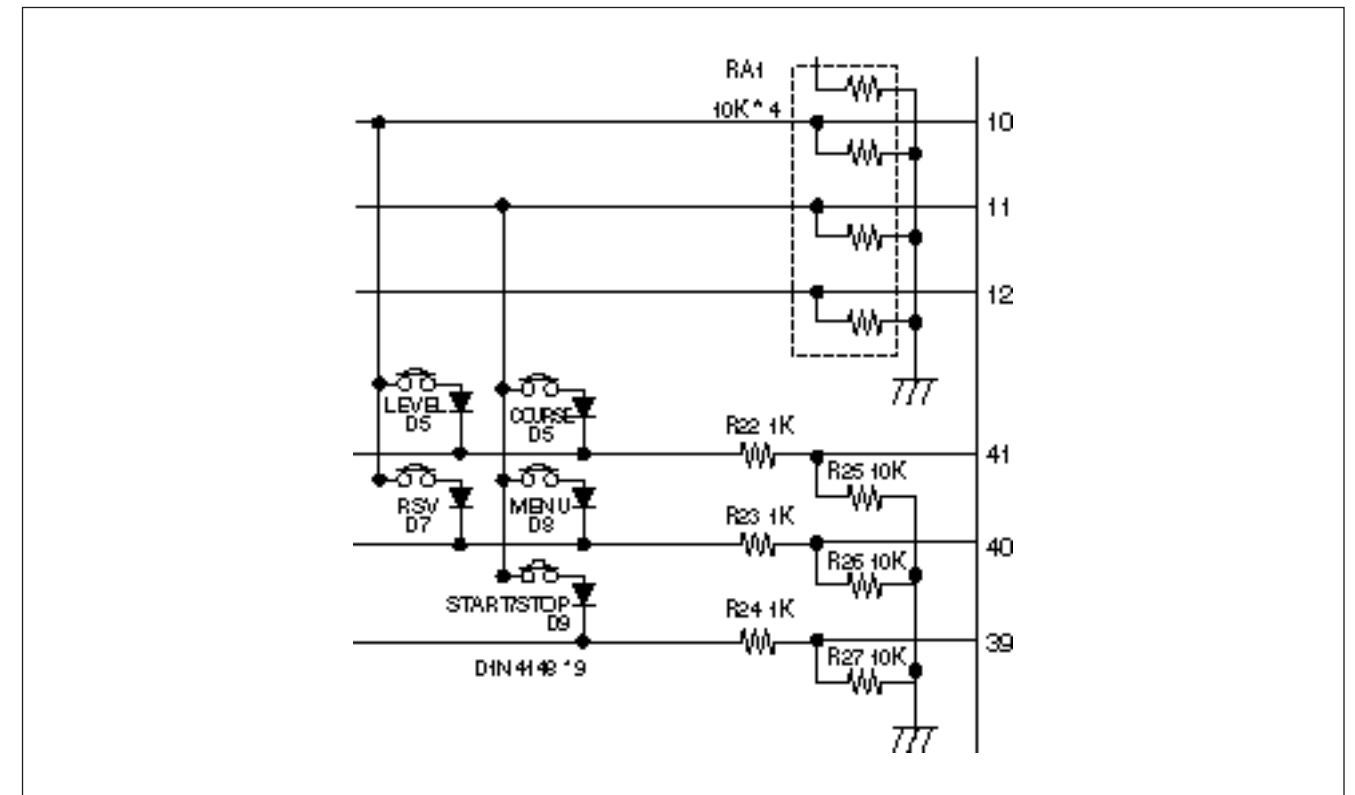 RA1
10K * 4
10
11
12
LEVEL
D5
COURSE
D5
R22 1K
41
R25 10K
RSV
D7
MENU
D8
R23 1K
40
R26 10K
START/STOP
D9
R24 1K
39
R27 10K
D1N4148 * 9